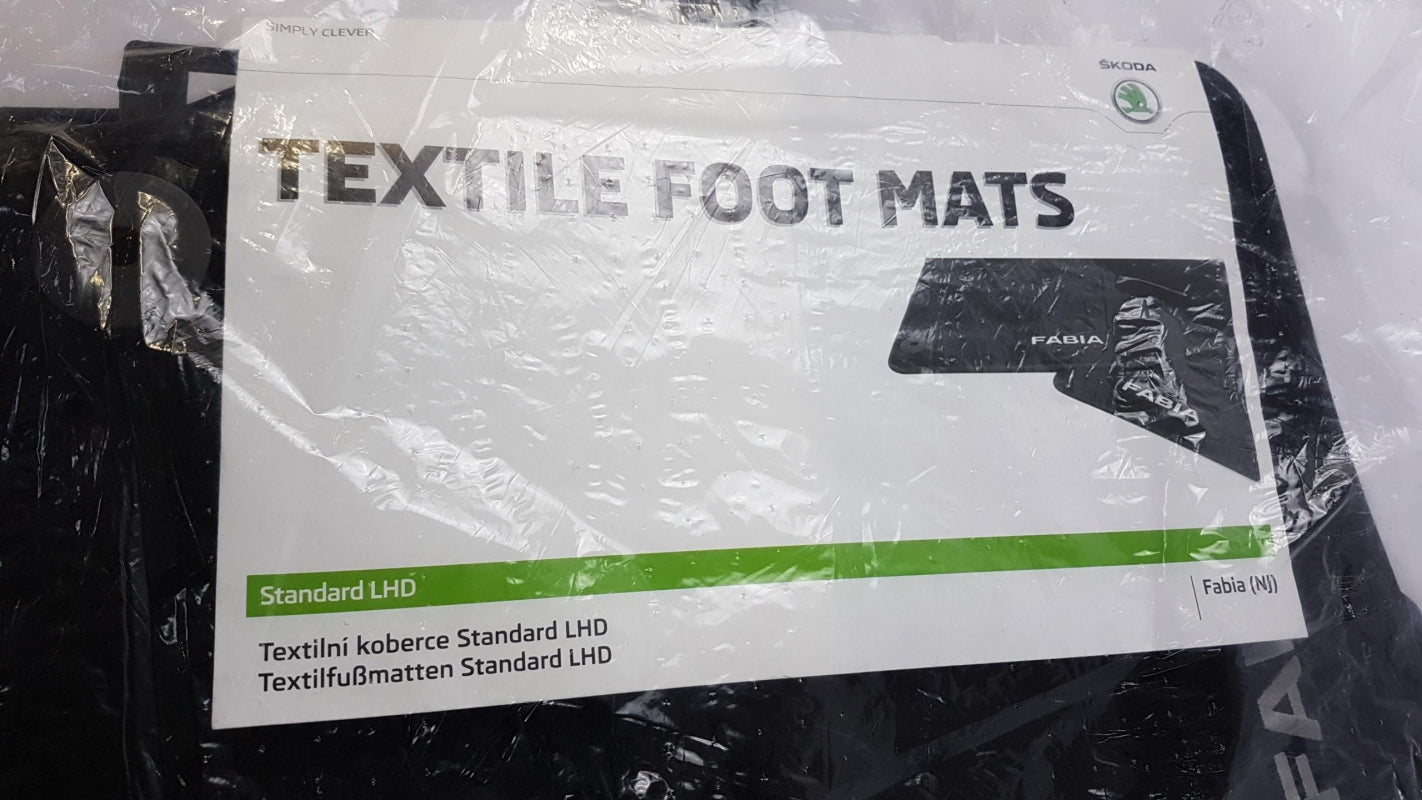 SIMPLY CLEVER
ŠKODA
TEXTILE FOOT MATS
FABIA
FABIA
Standard LHD
Fabia (NJ)
Textilní koberce Standard LHD
Textilfußmatten Standard LHD
FA